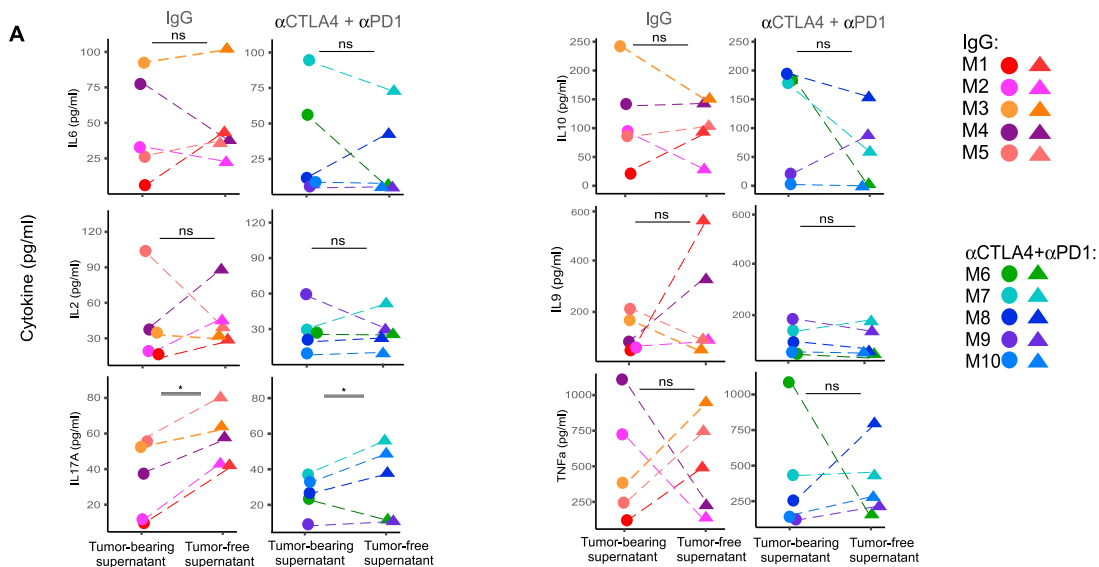 A
IgG
αCTLA4 + αPD1
IgG
αCTLA4 + αPD1
Cytokine (pg/ml)
IL6 (pg/ml)
100
75
50
25
ns
100
75
50
25
0
ns
IL10 (pg/ml)
250
200
150
100
50
0
ns
250
200
150
100
50
0
ns
IL2 (pg/ml)
120
90
60
30
ns
120
90
60
30
0
ns
IL9 (pg/ml)
600
400
200
ns
600
400
200
ns
IL17A (pg/ml)
80
60
40
20
*
80
60
40
20
*
TNFa (pg/ml)
1000
750
500
250
ns
1000
750
500
250
ns
Tumor-bearing
supernatant
Tumor-free
supernatant
Tumor-bearing
supernatant
Tumor-free
supernatant
Tumor-bearing
supernatant
Tumor-free
supernatant
Tumor-bearing
supernatant
Tumor-free
supernatant
IgG:
M1
M2
M3
M4
M5
αCTLA4+αPD1:
M6
M7
M8
M9
M10